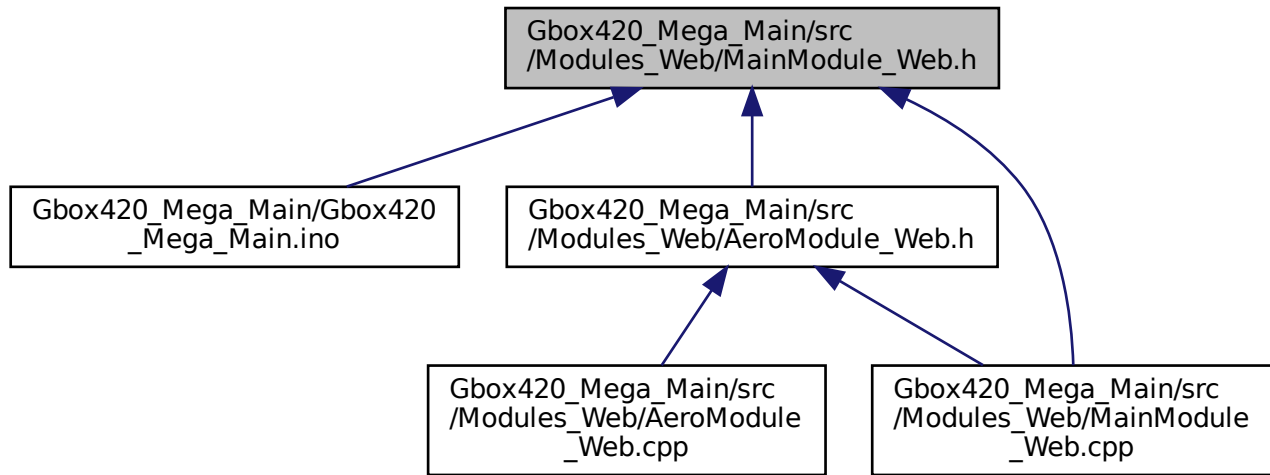 Gbox420_Mega_Main/src
/Modules_Web/MainModule_Web.h
Gbox420_Mega_Main/Gbox420
_Mega_Main.ino
Gbox420_Mega_Main/src
/Modules_Web/AeroModule_Web.h
Gbox420_Mega_Main/src
/Modules_Web/AeroModule
_Web.cpp
Gbox420_Mega_Main/src
/Modules_Web/MainModule
_Web.cpp